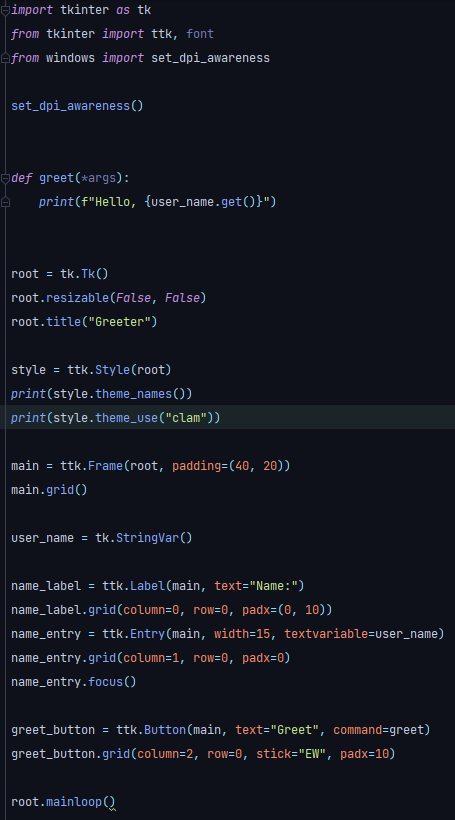 import tkinter as tk
from tkinter import ttk, font
from windows import set_dpi_awareness
set_dpi_awareness()
def greet(*args):
    print(f"Hello, {user_name.get()}")
root = tk.Tk()
root.resizable(False, False)
root.title("Greeter")
style = ttk.Style(root)
print(style.theme_names())
print(style.theme_use("clam"))
main = ttk.Frame(root, padding=(40, 20))
main.grid()
user_name = tk.StringVar()
name_label = ttk.Label(main, text="Name:")
name_label.grid(column=0, row=0, padx=(0, 10))
name_entry = ttk.Entry(main, width=15, textvariable=user_name)
name_entry.grid(column=1, row=0, padx=0)
name_entry.focus()
greet_button = ttk.Button(main, text="Greet", command=greet)
greet_button.grid(column=2, row=0, stick="EW", padx=10)
root.mainloop()